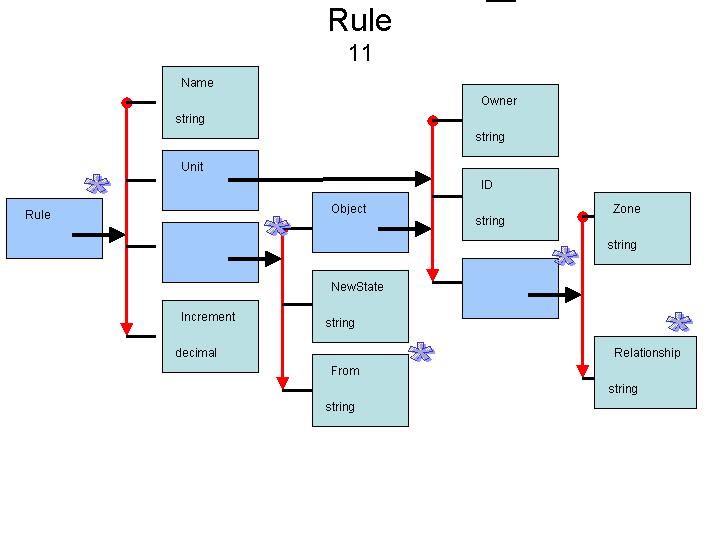 Rule
11
Name
string
Unit
Rule
Increment
decimal
Object
NewState
string
From
string
Owner
string
ID
string
Zone
string
Relationship
string